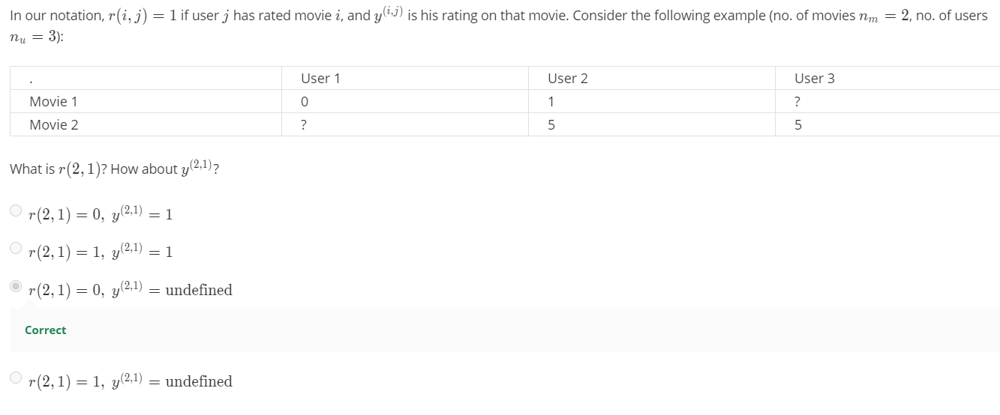 In our notation, r(i, j) = 1 if user j has rated movie i, and y^(i,j) is his rating on that movie. Consider the following example (no. of movies n_m = 2, no. of users
n_u = 3):
. User 1 User 2 User 3
Movie 1 0 1 ?
Movie 2 ? 5 5
What is r(2, 1)? How about y^(2,1)?
r(2, 1) = 0, y^(2,1) = 1
r(2, 1) = 1, y^(2,1) = 1
r(2, 1) = 0, y^(2,1) = undefined
Correct
r(2, 1) = 1, y^(2,1) = undefined